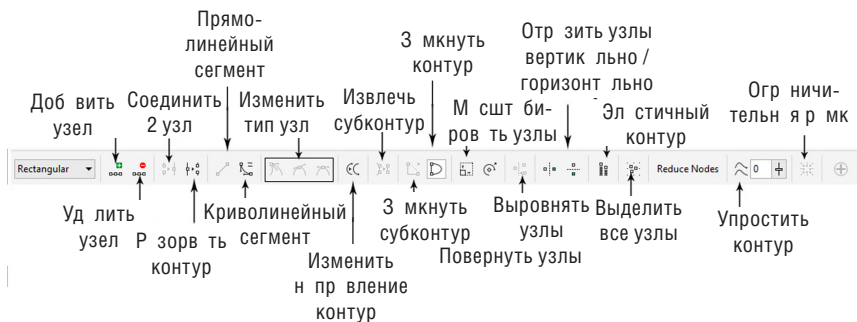 Прямо-
линейный
сегмент
З мкнуть
контур
Отр зить узлы
вертик льно /
горизонт льно
Доб вить
узел
Соединить
2 узл
Изменить
тип узл
Извлечь
субконтур
М сшт би-
ров ть узлы
Эл стичный
контур
Огр ничи-
тельн я р мк
Rectangular
Reduce Nodes
0
Уд лить
узел
Р зорв ть
контур
Криволинейный
сегмент
Изменить
н пр вление
контур
З мкнуть
субконтур
Повернуть узлы
Выровнять
узлы
Выделить
все узлы
Упростить
контур